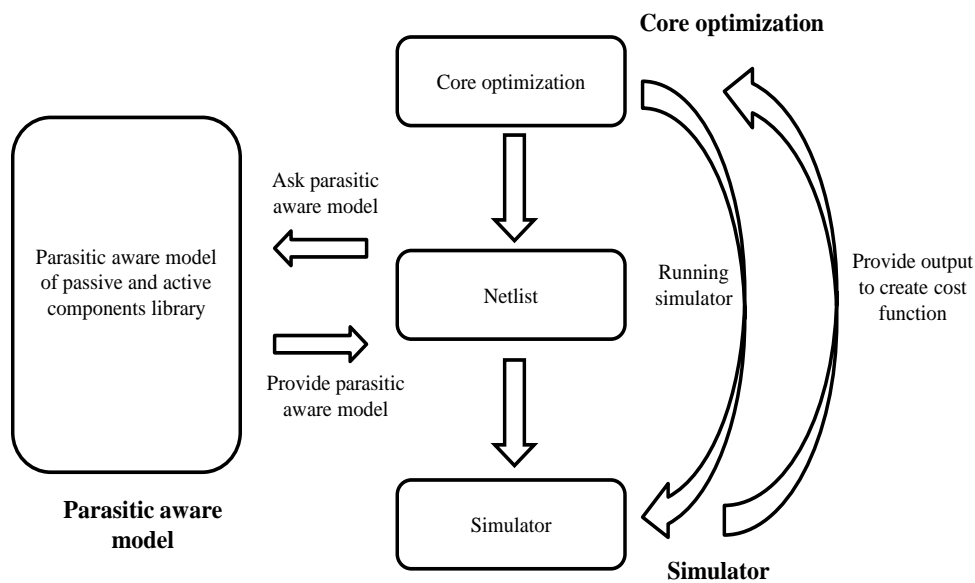 Core optimization
Core optimization
Ask parasitic
aware model
Parasitic aware model
of passive and active
components library
Netlist
Running
simulator
Provide output
to create cost
function
Provide parasitic
aware model
Parasitic aware
model
Simulator
Simulator